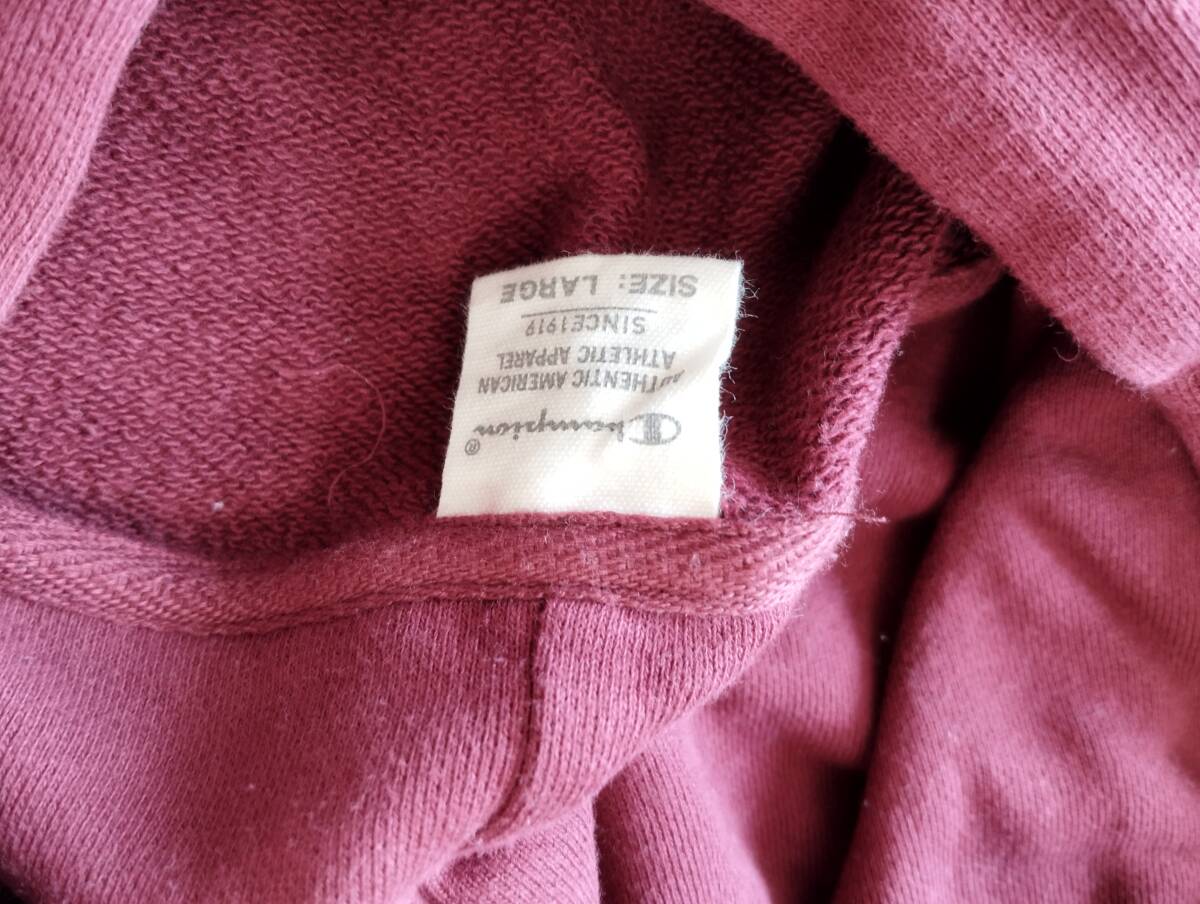 Champion®
AUTHENTIC AMERICAN
ATHLETIC APPAREL
SINCE1919
SIZE: LARGE